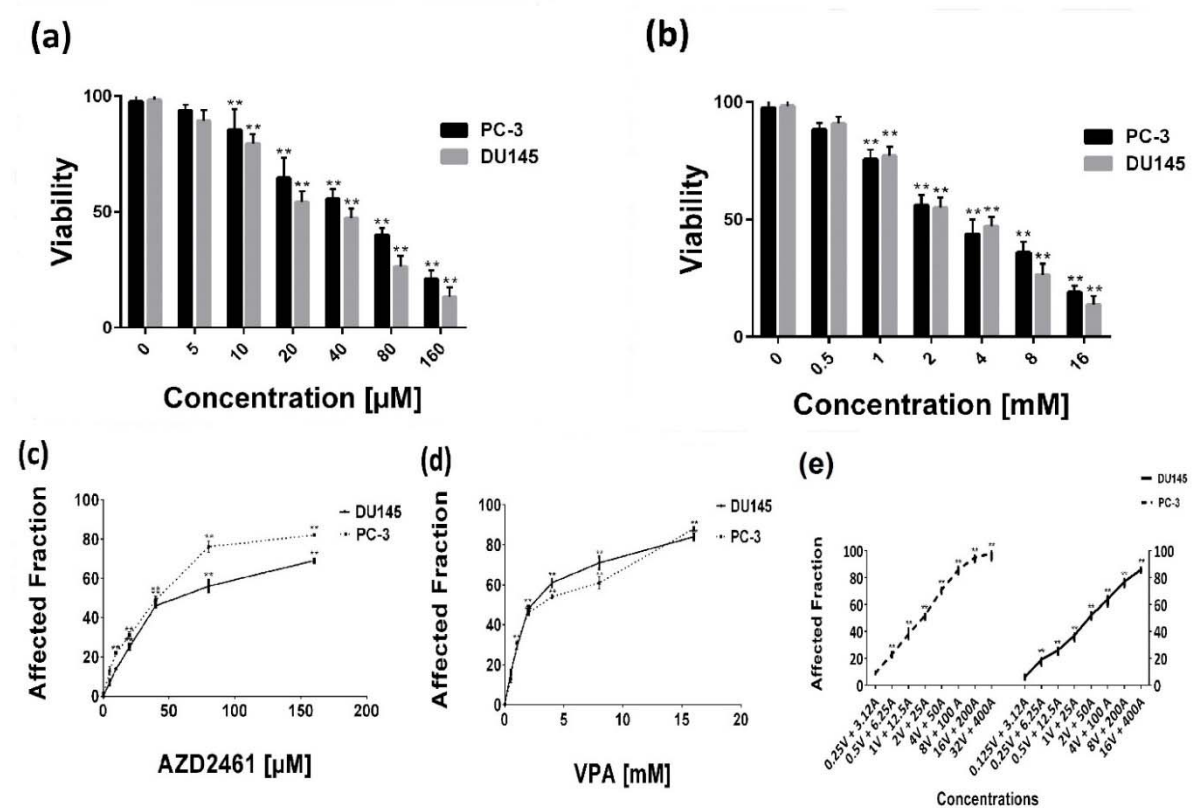 (a)
100
50
0
Viability
** ** ** ** ** ** ** ** ** **
PC-3
DU145
0 5 10 20 40 80 160
Concentration [µM]
(b)
100
50
0
Viability
** ** ** ** ** ** ** ** ** **
PC-3
DU145
0 0.5 1 2 4 8 16
Concentration [mM]
(c)
Affected Fraction
100
80
60
40
20
0
DU145
PC-3
0 50 100 150 200
AZD2461 [µM]
(d)
Affected Fraction
100
80
60
40
20
0
DU145
PC-3
0 5 10 15 20
VPA [mM]
(e)
DU145
PC-3
Affected Fraction
100
80
60
40
20
0
100
80
60
40
20
0
0.25V + 3.12A
0.5V + 6.25A
1V + 12.5A
2V + 25A
4V + 50A
8V + 100 A
16V + 200A
32V + 400A
0.125V + 3.12A
0.25V + 6.25A
0.5V + 12.5A
1V + 25A
2V + 50A
4V + 100 A
8V + 200A
16V + 400A
Concentrations